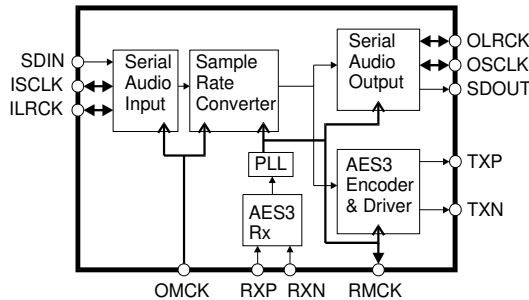 SDIN
ISCLK
ILRCK
Serial
Audio
Input
Sample
Rate
Converter
Serial
Audio
Output
OLRCK
OSCLK
SDOUT
PLL
AES3
Rx
AES3
Encoder
& Driver
TXP
TXN
OMCK
RXP
RXN
RMCK